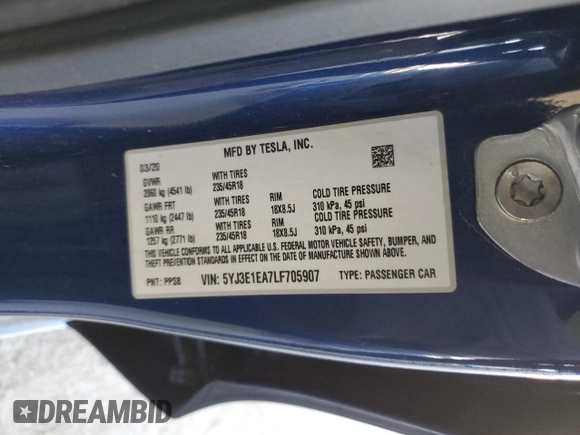 MFD BY TESLA, INC.
03/20
GVWR WITH TIRES
2060 kg (4541 lb) 235/45R18
GAWR FRT WITH TIRES RIM COLD TIRE PRESSURE
1110 kg (2447 lb) 235/45R18 18X8.5J 310 kPa, 45 psi
GAWR RR WITH TIRES RIM COLD TIRE PRESSURE
1257 kg (2771 lb) 235/45R18 18X8.5J 310 kPa, 45 psi
THIS VEHICLE CONFORMS TO ALL APPLICABLE U.S. FEDERAL MOTOR VEHICLE SAFETY, BUMPER, AND
THEFT PREVENTION STANDARDS IN EFFECT ON THE DATE OF MANUFACTURE SHOWN ABOVE.
PNT: PPSB VIN: 5YJ3E1EA7LF705907 TYPE: PASSENGER CAR
DREAMBID